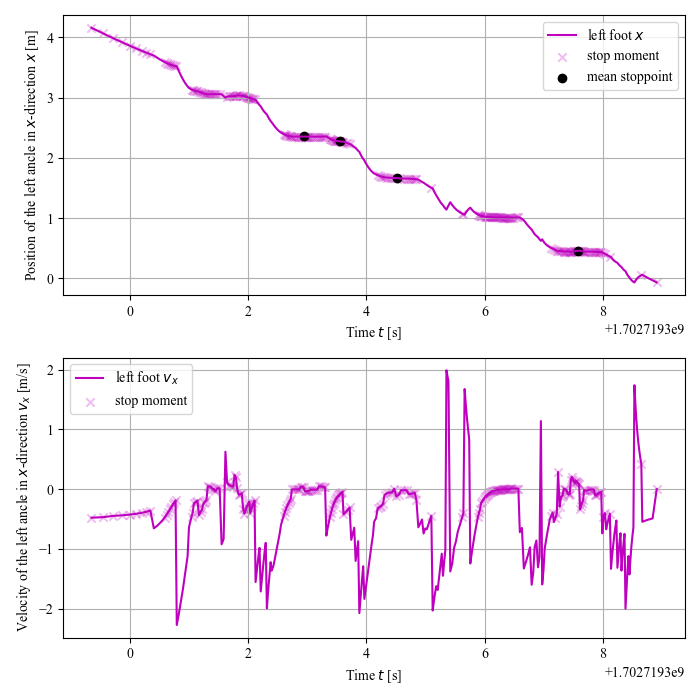 Position of the left angle in x-direction x [m]
4
3
2
1
0
left foot x
stop moment
mean stoppoint
0 2 4 6 8
+1.7027193e9
Time t [s]
Velocity of the left angle in x-direction vₓ [m/s]
2
1
0
−1
−2
left foot vₓ
stop moment
0 2 4 6 8
+1.7027193e9
Time t [s]